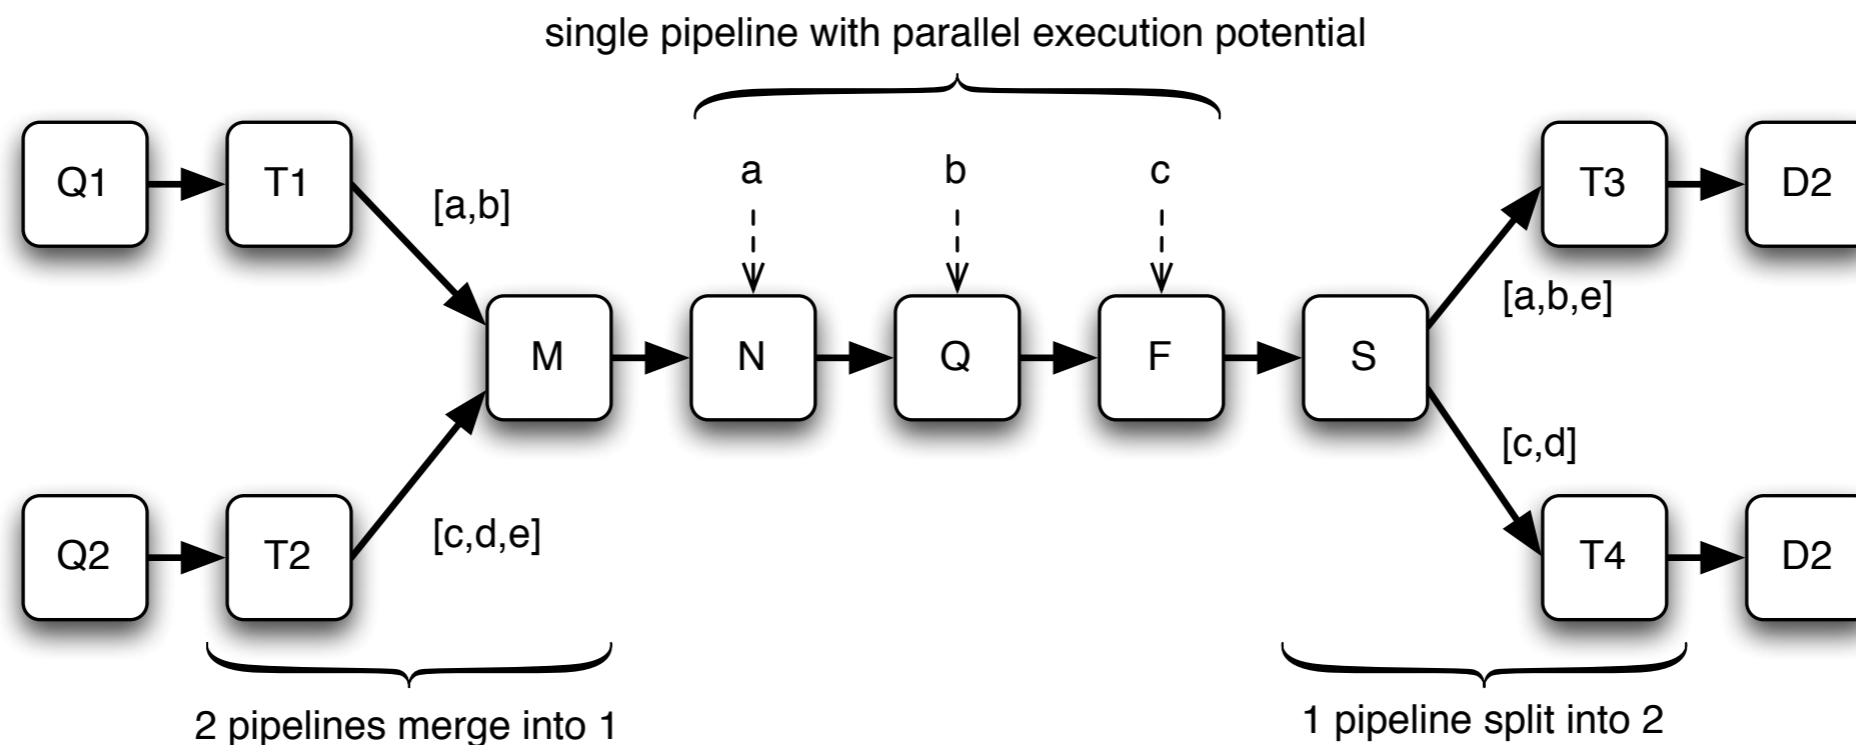 single pipeline with parallel execution potential
a b c
Q1 T1 [a,b] T3 D2
[a,b,e]
M N Q F S
[c,d]
Q2 T2 [c,d,e] T4 D2
2 pipelines merge into 1
1 pipeline split into 2